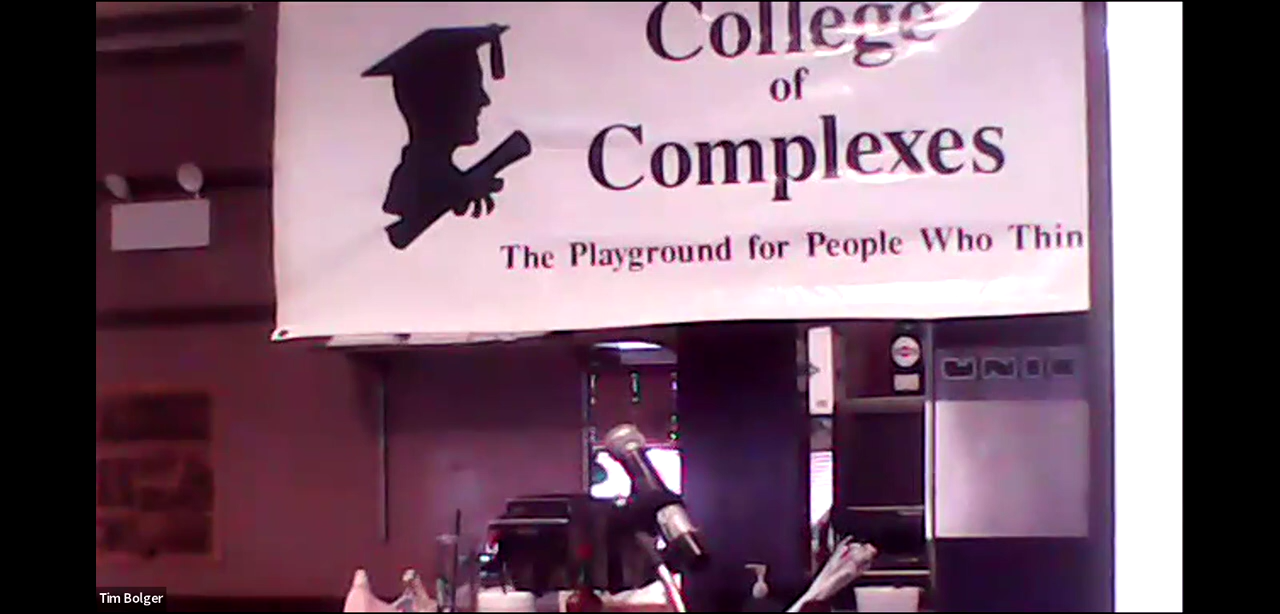 College
of
Complexes
The Playground for People Who Thin
Tim Bolger